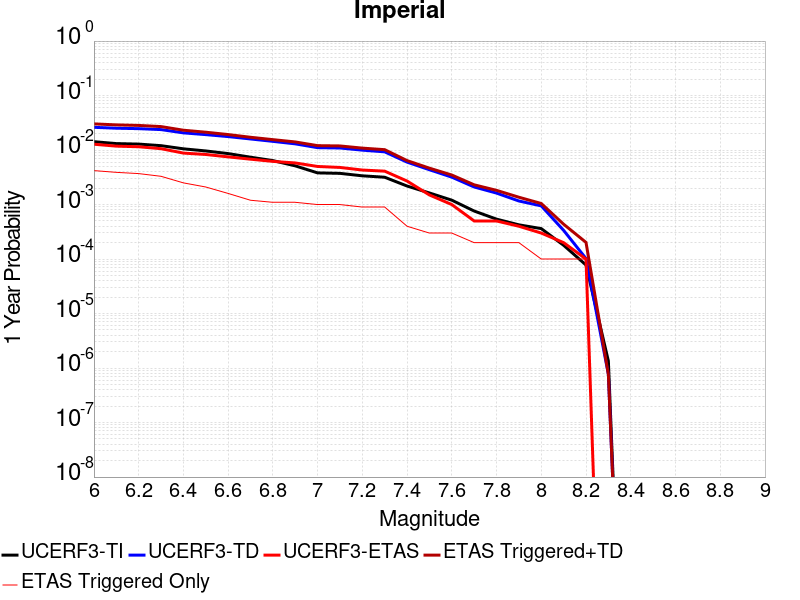 Imperial
10^0
10^-1
10^-2
10^-3
10^-4
10^-5
10^-6
10^-7
10^-8
1 Year Probability
6 6.2 6.4 6.6 6.8 7 7.2 7.4 7.6 7.8 8 8.2 8.4 8.6 8.8 9
Magnitude
UCERF3-TI UCERF3-TD UCERF3-ETAS ETAS Triggered+TD
ETAS Triggered Only